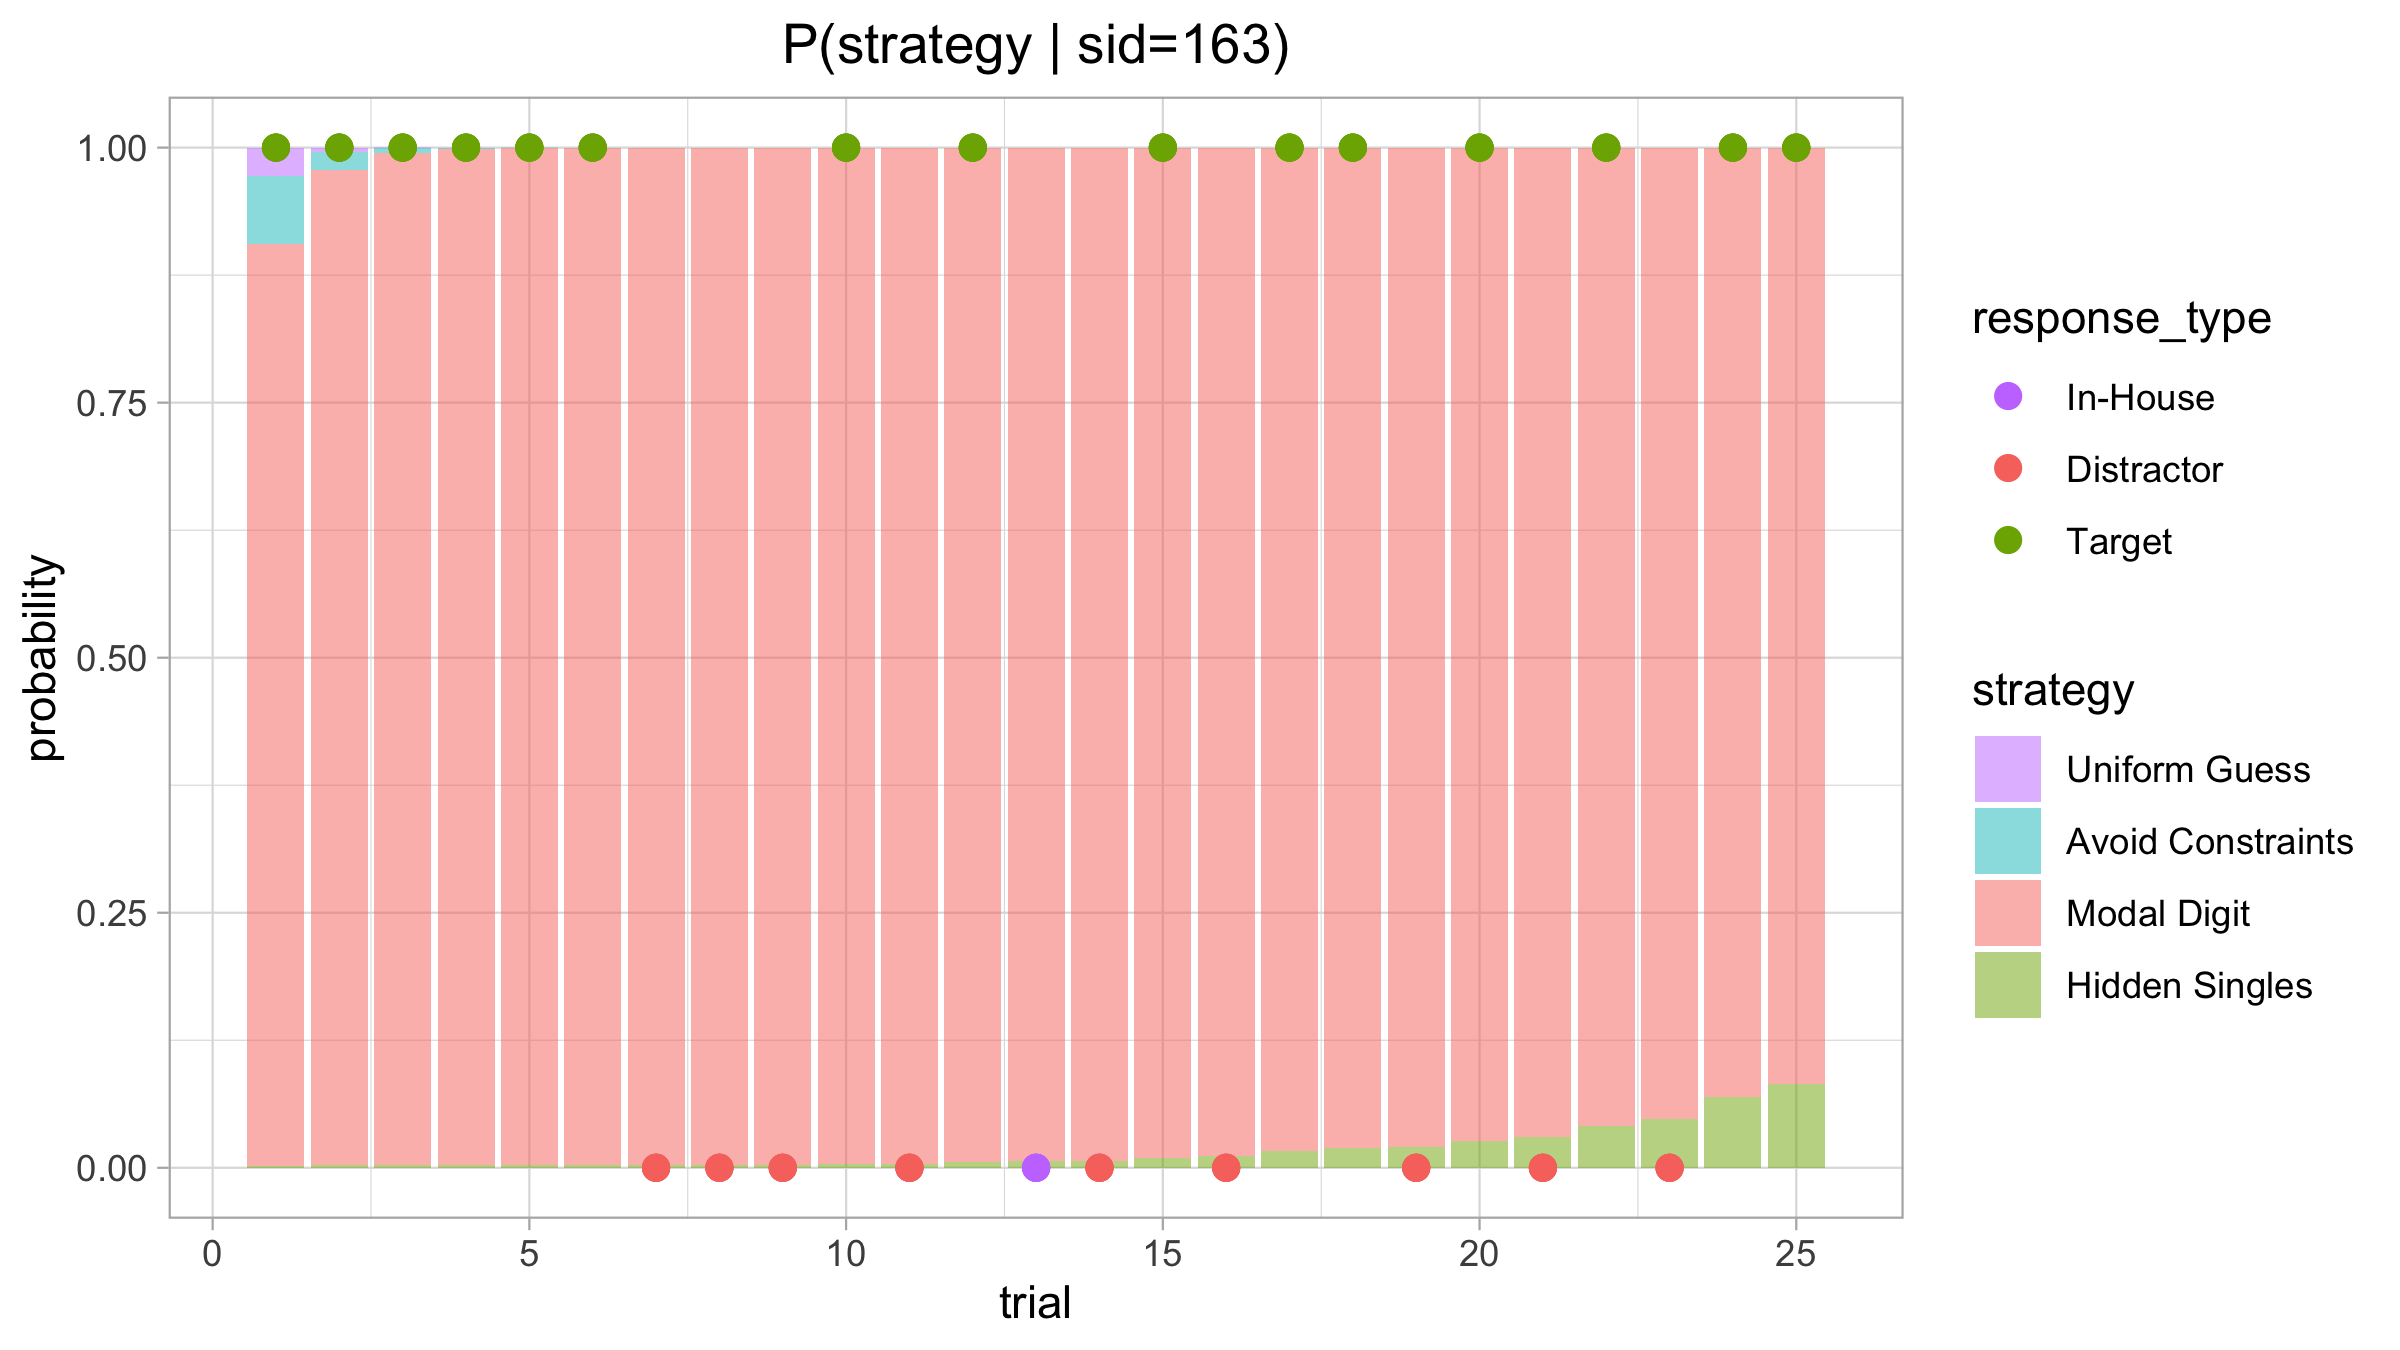 P(strategy | sid=163)
probability
1.00
0.75
0.50
0.25
0.00
0 5 10 15 20 25
trial
response_type
In-House
Distractor
Target
strategy
Uniform Guess
Avoid Constraints
Modal Digit
Hidden Singles